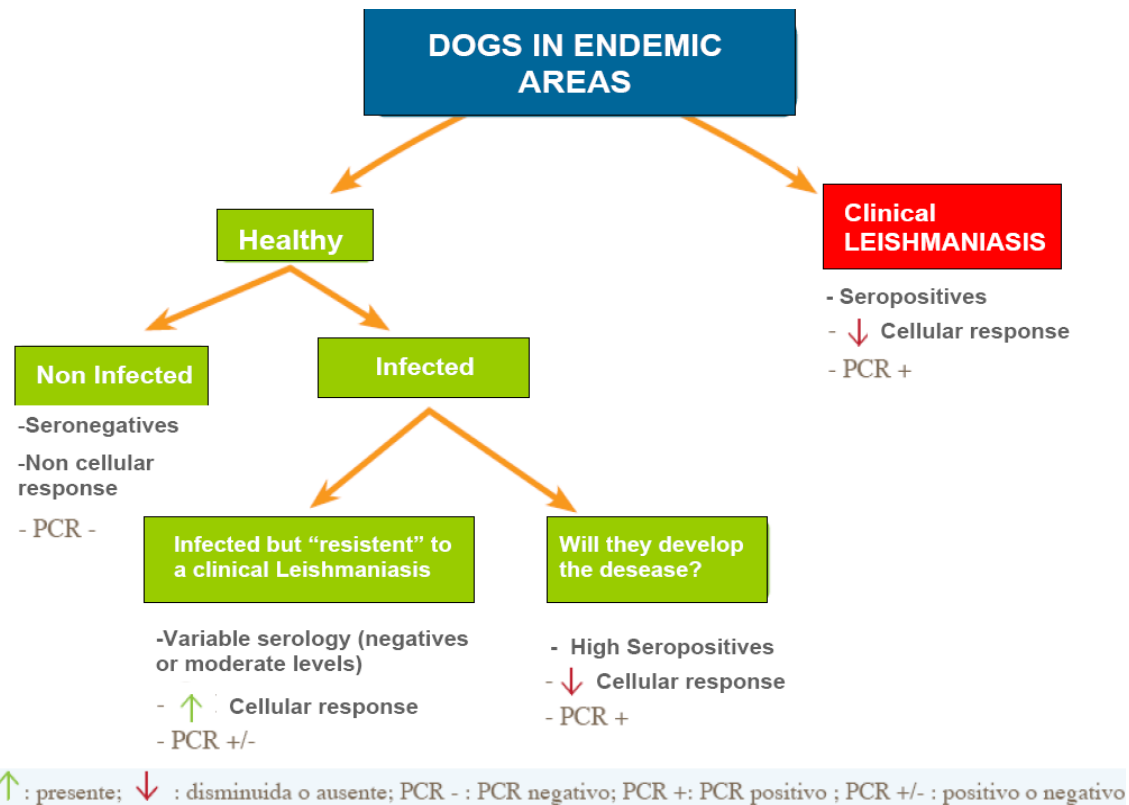 DOGS IN ENDEMIC
AREAS
Healthy
Clinical
LEISHMANIASIS
- Seropositives
- ↓ Cellular response
- PCR +
Non Infected
-Seronegatives
-Non cellular
response
- PCR -
Infected
Infected but “resistent” to
a clinical Leishmaniasis
-Variable serology (negatives
or moderate levels)
- ↑ Cellular response
- PCR +/-
Will they develop
the desease?
- High Seropositives
- ↓ Cellular response
- PCR +
↑ : presente; ↓ : disminuida o ausente; PCR - : PCR negativo; PCR +: PCR positivo ; PCR +/- : positivo o negativo